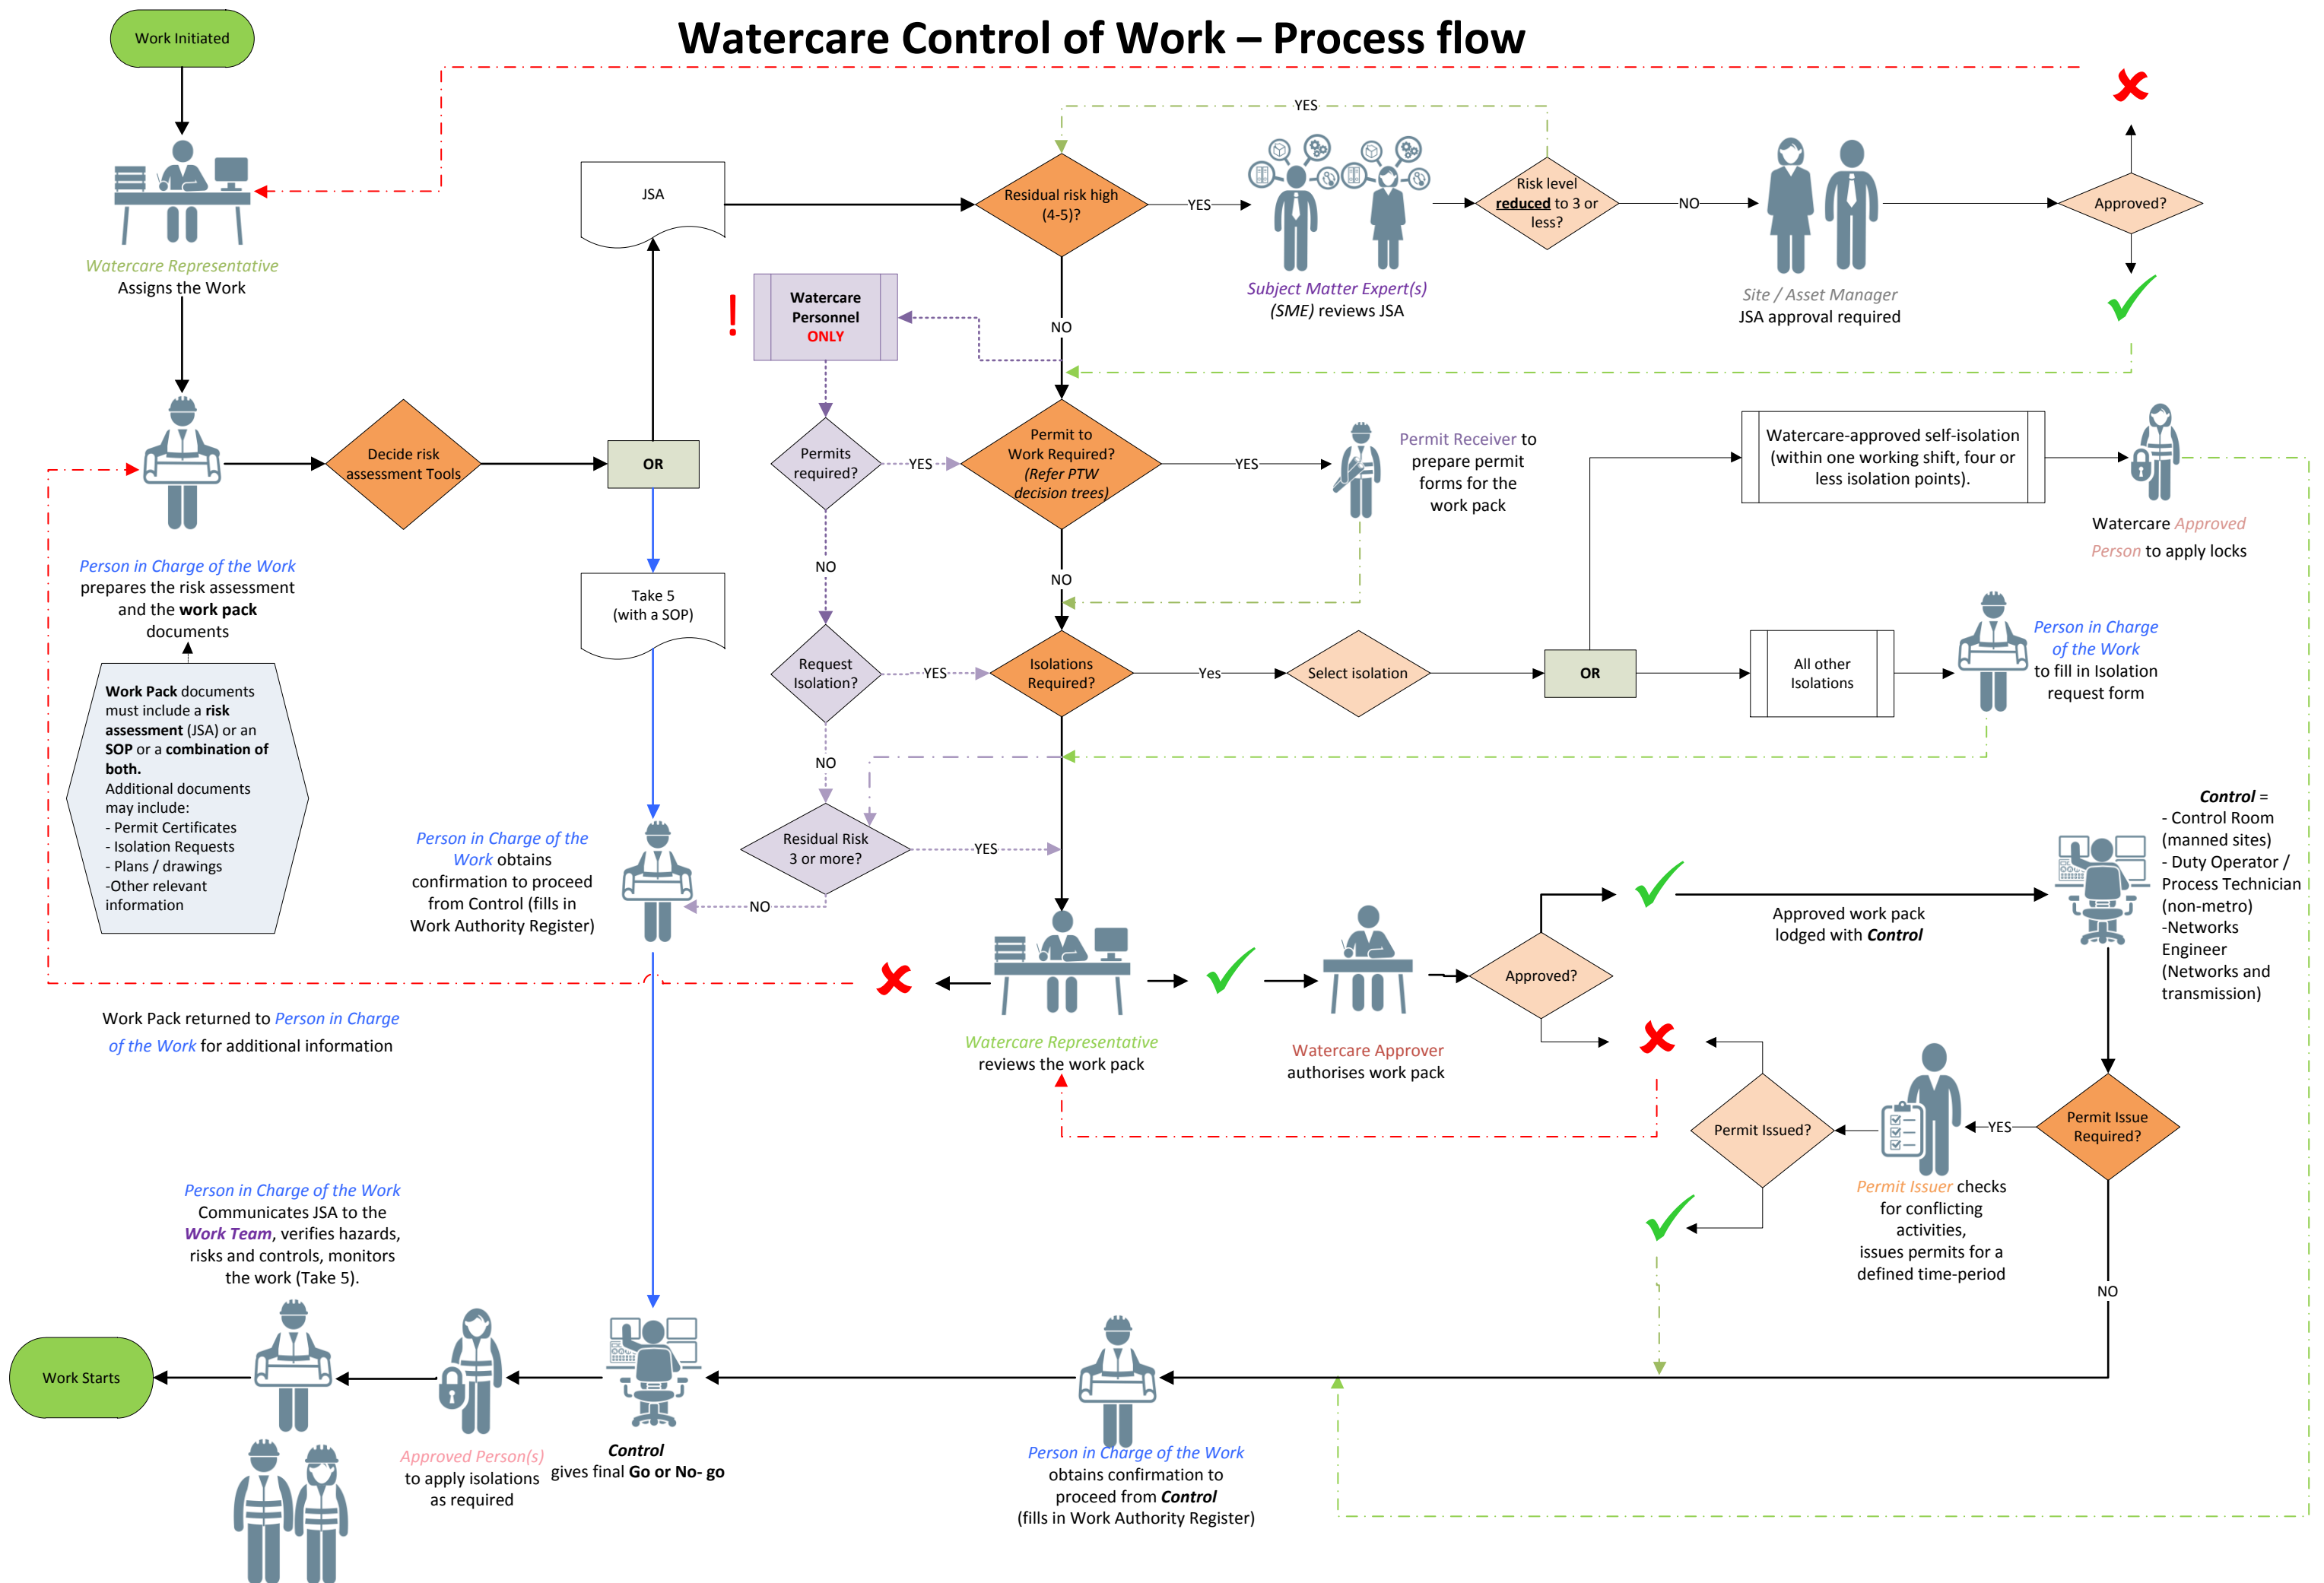 Watercare Control of Work – Process flow
Work Initiated
Watercare Representative
Assigns the Work
JSA
Residual risk high
(4-5)?
YES
YES
Subject Matter Expert(s)
(SME) reviews JSA
Risk level
reduced to 3 or
less?
NO
Site / Asset Manager
JSA approval required
Approved?
NO
!
Watercare
Personnel
ONLY
Person in Charge of the Work
prepares the risk assessment
and the work pack
documents
Decide risk
assessment Tools
OR
Permits
required?
YES
Permit to
Work Required?
(Refer PTW
decision trees)
YES
Permit Receiver to
prepare permit
forms for the
work pack
Watercare-approved self-isolation
(within one working shift, four or
less isolation points).
Watercare Approved
Person to apply locks
NO
NO
Take 5
(with a SOP)
Request
Isolation?
YES
Isolations
Required?
Yes
Select isolation
OR
All other
Isolations
Person in Charge
of the Work
to fill in Isolation
request form
Work Pack documents
must include a risk
assessment (JSA) or an
SOP or a combination of
both.
Additional documents
may include:
- Permit Certificates
- Isolation Requests
- Plans / drawings
-Other relevant
information
NO
Residual Risk
3 or more?
YES
NO
Person in Charge of the
Work obtains
confirmation to proceed
from Control (fills in
Work Authority Register)
Control =
- Control Room
(manned sites)
- Duty Operator /
Process Technician
(non-metro)
-Networks
Engineer
(Networks and
transmission)
Approved work pack
lodged with Control
Approved?
Work Pack returned to Person in Charge
of the Work for additional information
Watercare Representative
reviews the work pack
Watercare Approver
authorises work pack
Permit Issued?
YES
Permit Issue
Required?
Permit Issuer checks
for conflicting
activities,
issues permits for a
defined time-period
NO
Person in Charge of the Work
Communicates JSA to the
Work Team, verifies hazards,
risks and controls, monitors
the work (Take 5).
Work Starts
Approved Person(s)
to apply isolations
as required
Control
gives final Go or No- go
Person in Charge of the Work
obtains confirmation to
proceed from Control
(fills in Work Authority Register)